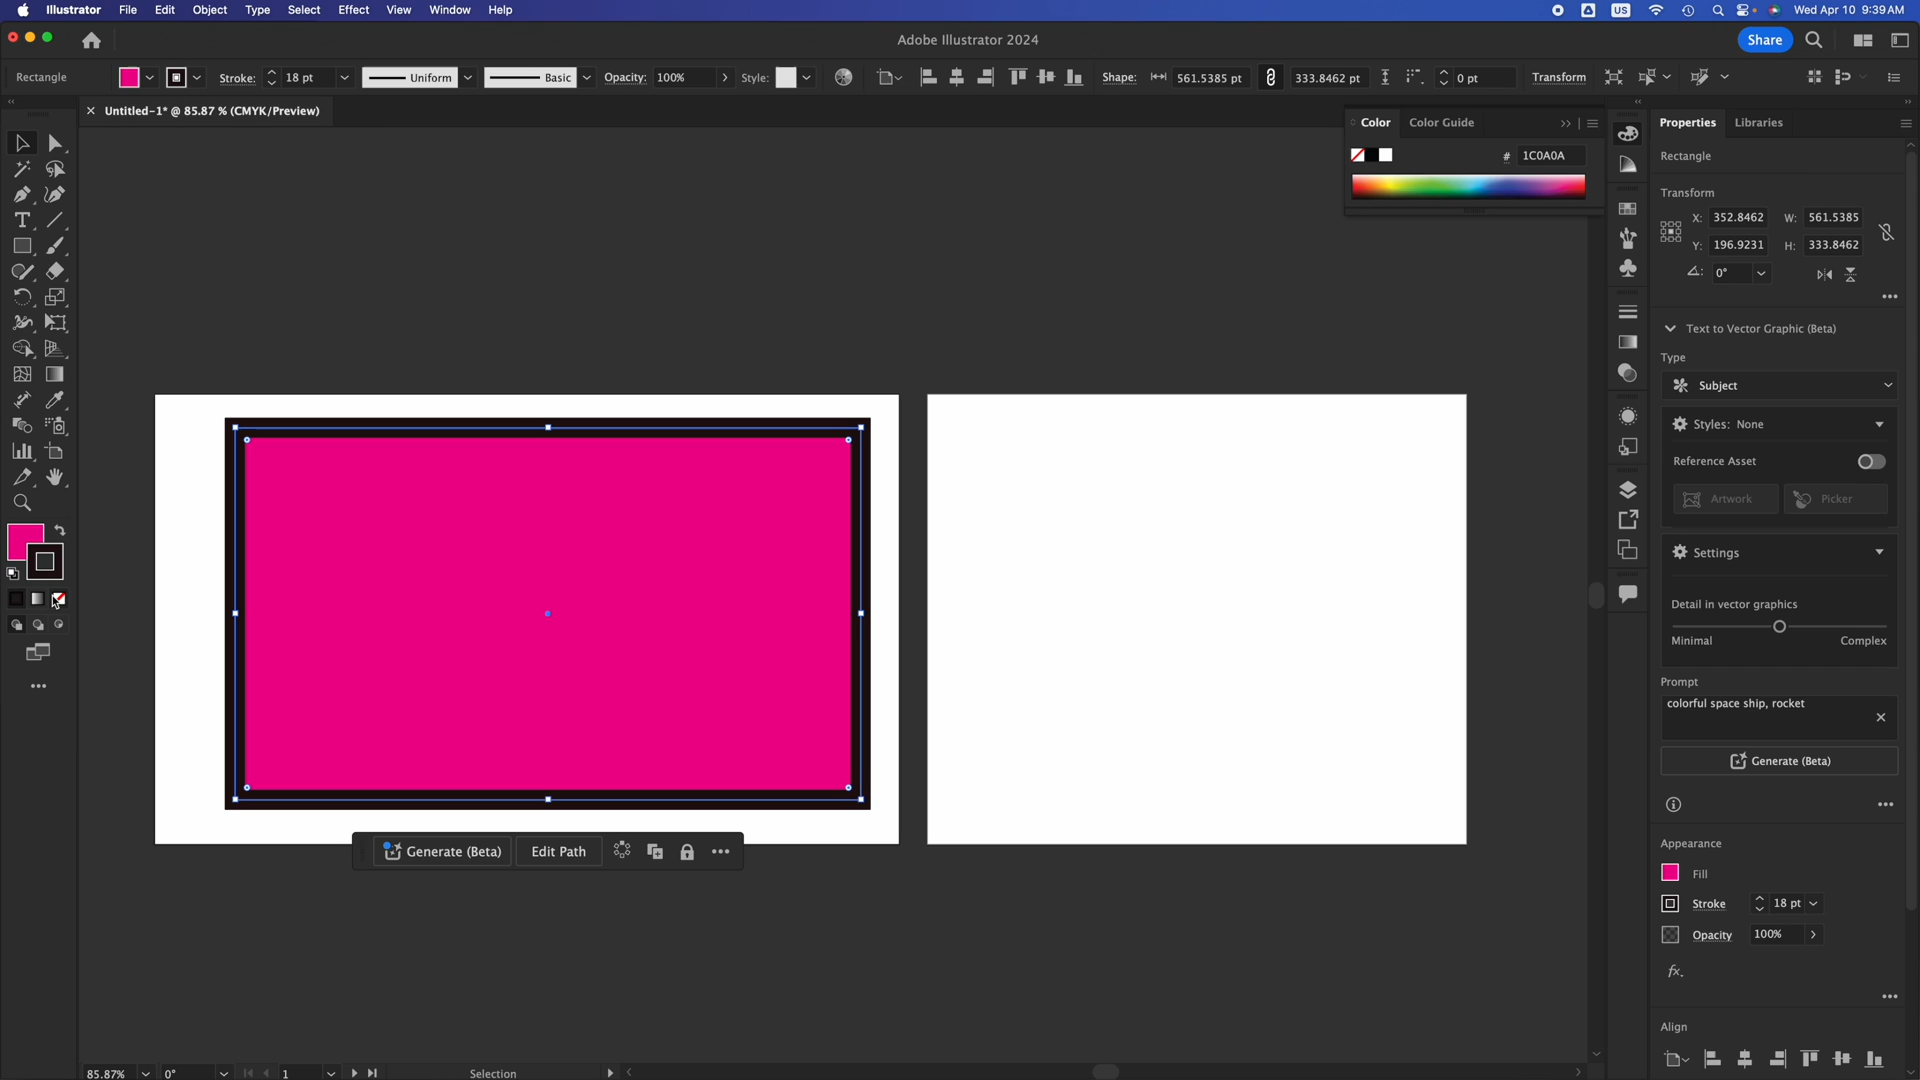 Illustrator File Edit Object Type Select Effect View Window Help US Wed Apr 10 9:39 AM
Adobe Illustrator 2024 Share
Rectangle Stroke: 18 pt Uniform Basic Opacity: 100% Style: Shape: 561.5385 pt 333.8462 pt 0 pt Transform
× Untitled-1* @ 85.87 % (CMYK/Preview)
Color Color Guide
# 1C0A0A
Properties Libraries
Rectangle
Transform
X: 352.8462 W: 561.5385
Y: 196.9231 H: 333.8462
0°
Text to Vector Graphic (Beta)
Type
Subject
Styles: None
Reference Asset
Artwork Picker
Settings
Detail in vector graphics
Minimal Complex
Prompt
colorful space ship, rocket
Generate (Beta)
Generate (Beta) Edit Path
Appearance
Fill
Stroke 18 pt
Opacity 100%
fx.
Align
85.87% 0° 1 Selection